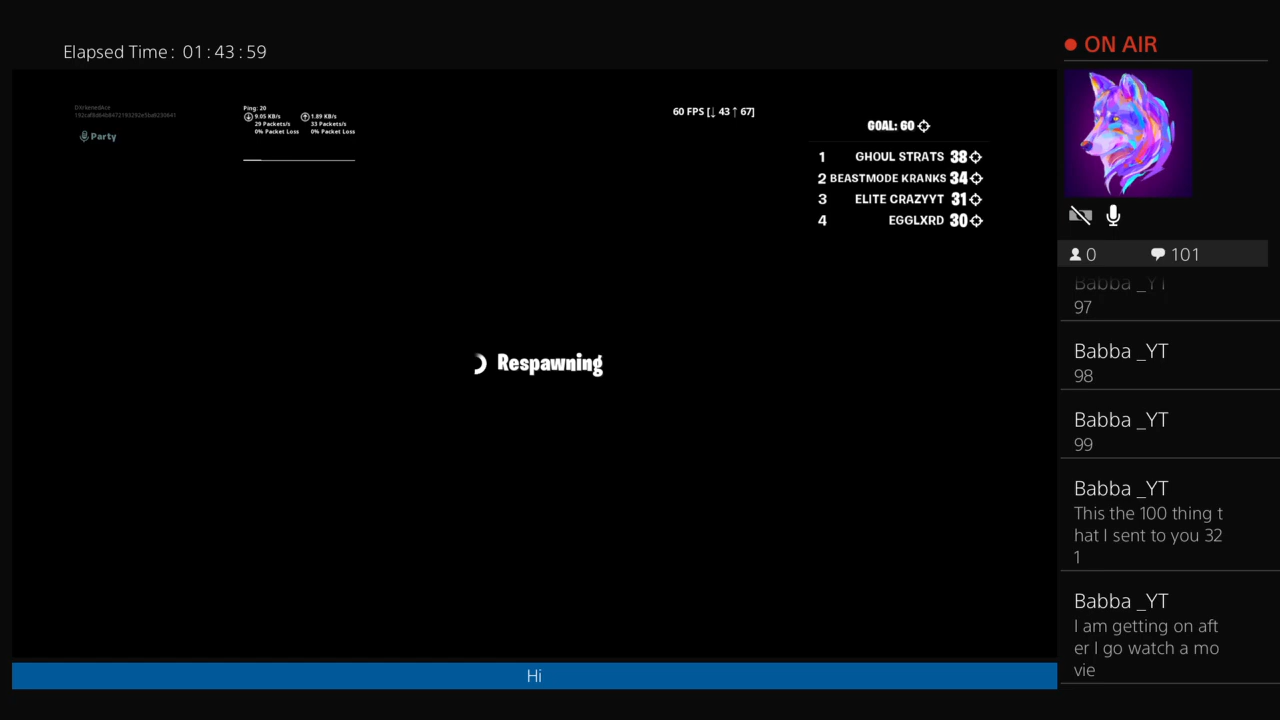 Elapsed Time: 01:43:59
ON AIR
Ping: 20
9.05 KB/s
29 Packets/s
0% Packet Loss
1.89 KB/s
33 Packets/s
0% Packet Loss
Party
60 FPS [↓ 43 ↑ 67]
GOAL: 60
1 GHOUL STRATS 38
2 BEASTMODE KRANKS 34
3 ELITE CRAZYYT 31
4 EGGLXRD 30
Respawning
Hi
0 101
Babba _YT
97
Babba _YT
98
Babba _YT
99
Babba _YT
This the 100 thing t
hat I sent to you 32
1
Babba _YT
I am getting on aft
er I go watch a mo
vie